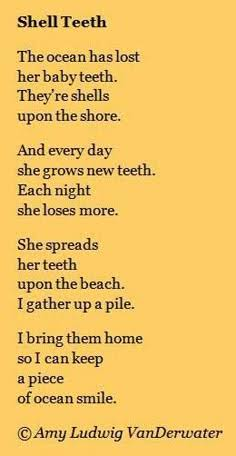 Shell Teeth
The ocean has lost
her baby teeth.
They're shells
upon the shore.
And every day
she grows new teeth.
Each night
she loses more.
She spreads
her teeth
upon the beach.
I gather up a pile.
I bring them home
so I can keep
a piece
of ocean smile.
© Amy Ludwig VanDerwater